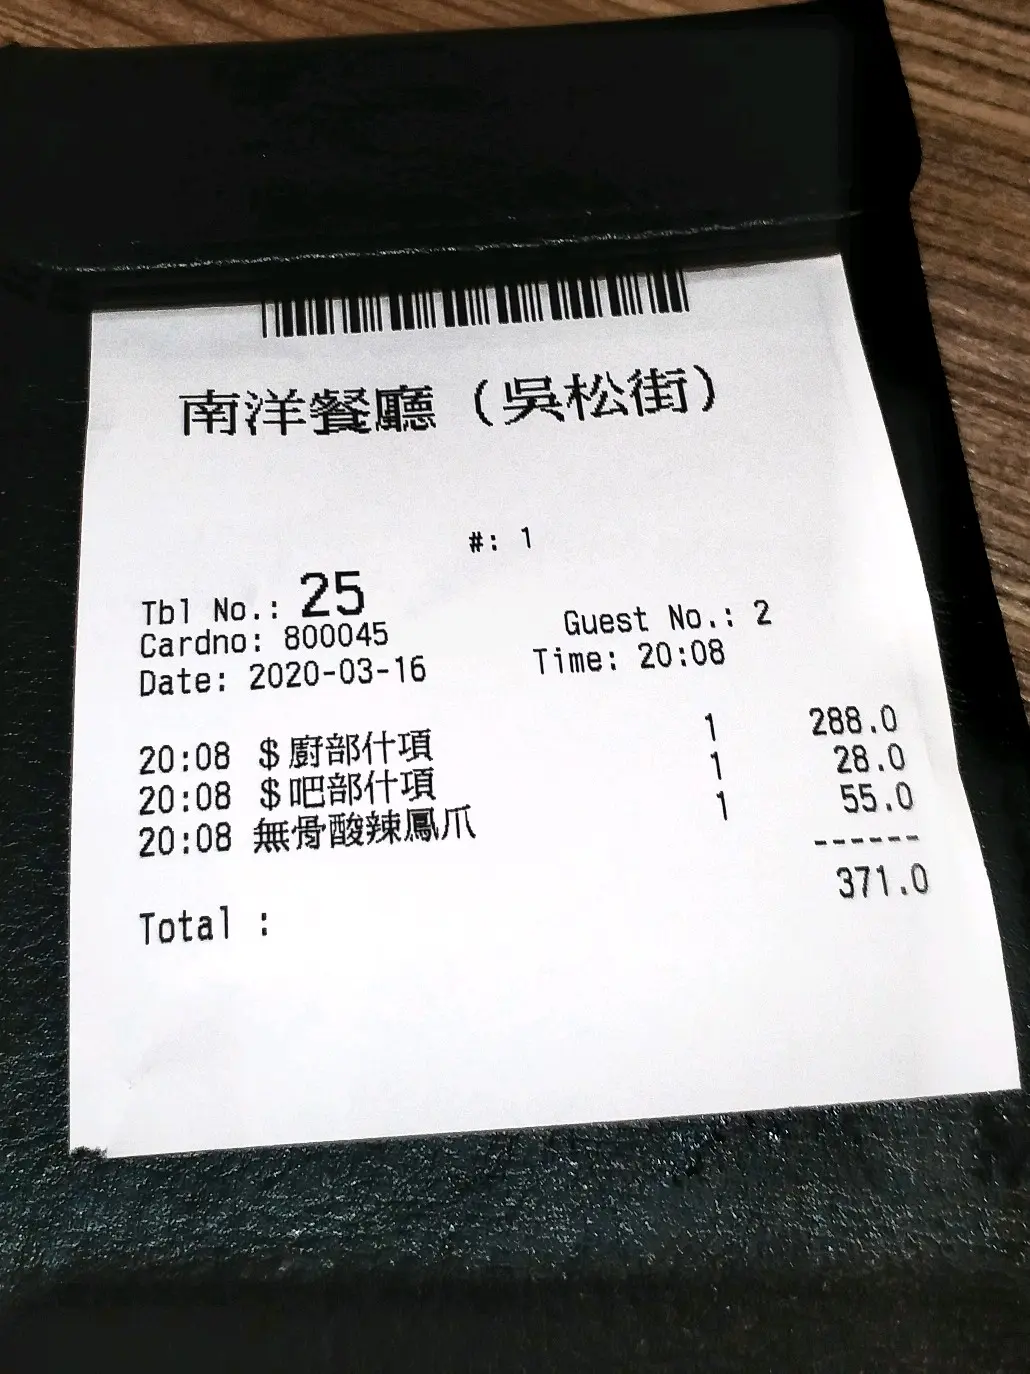 南洋餐廳（吳松街）
#: 1
Tbl No.: 25
Cardno: 800045 Guest No.: 2
Date: 2020-03-16 Time: 20:08
20:08 $廚部什項 1 288.0
20:08 $吧部什項 1 28.0
20:08 無骨酸辣鳳爪 1 55.0
------
371.0
Total :